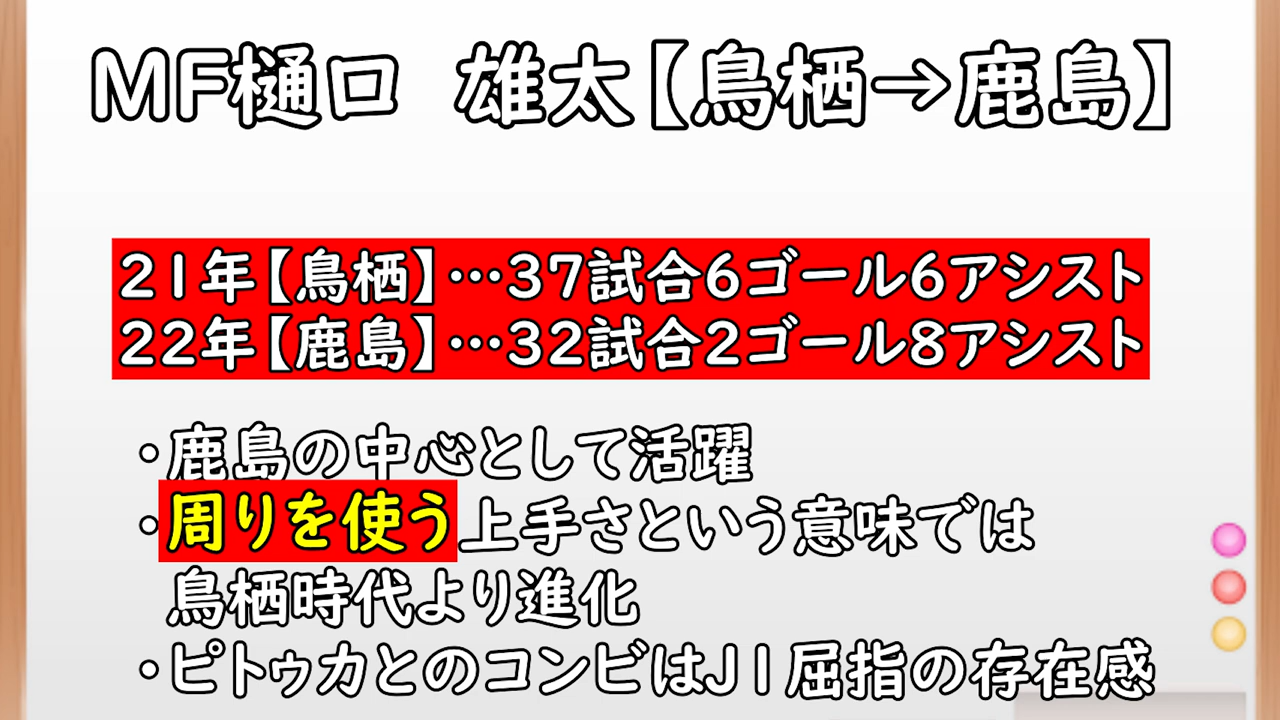 MF樋口　雄太【鳥栖→鹿島】
21年【鳥栖】…37試合6ゴール6アシスト
22年【鹿島】…32試合2ゴール8アシスト
・鹿島の中心として活躍
・周りを使う上手さという意味では
鳥栖時代より進化
・ピトゥカとのコンビはJ1屈指の存在感